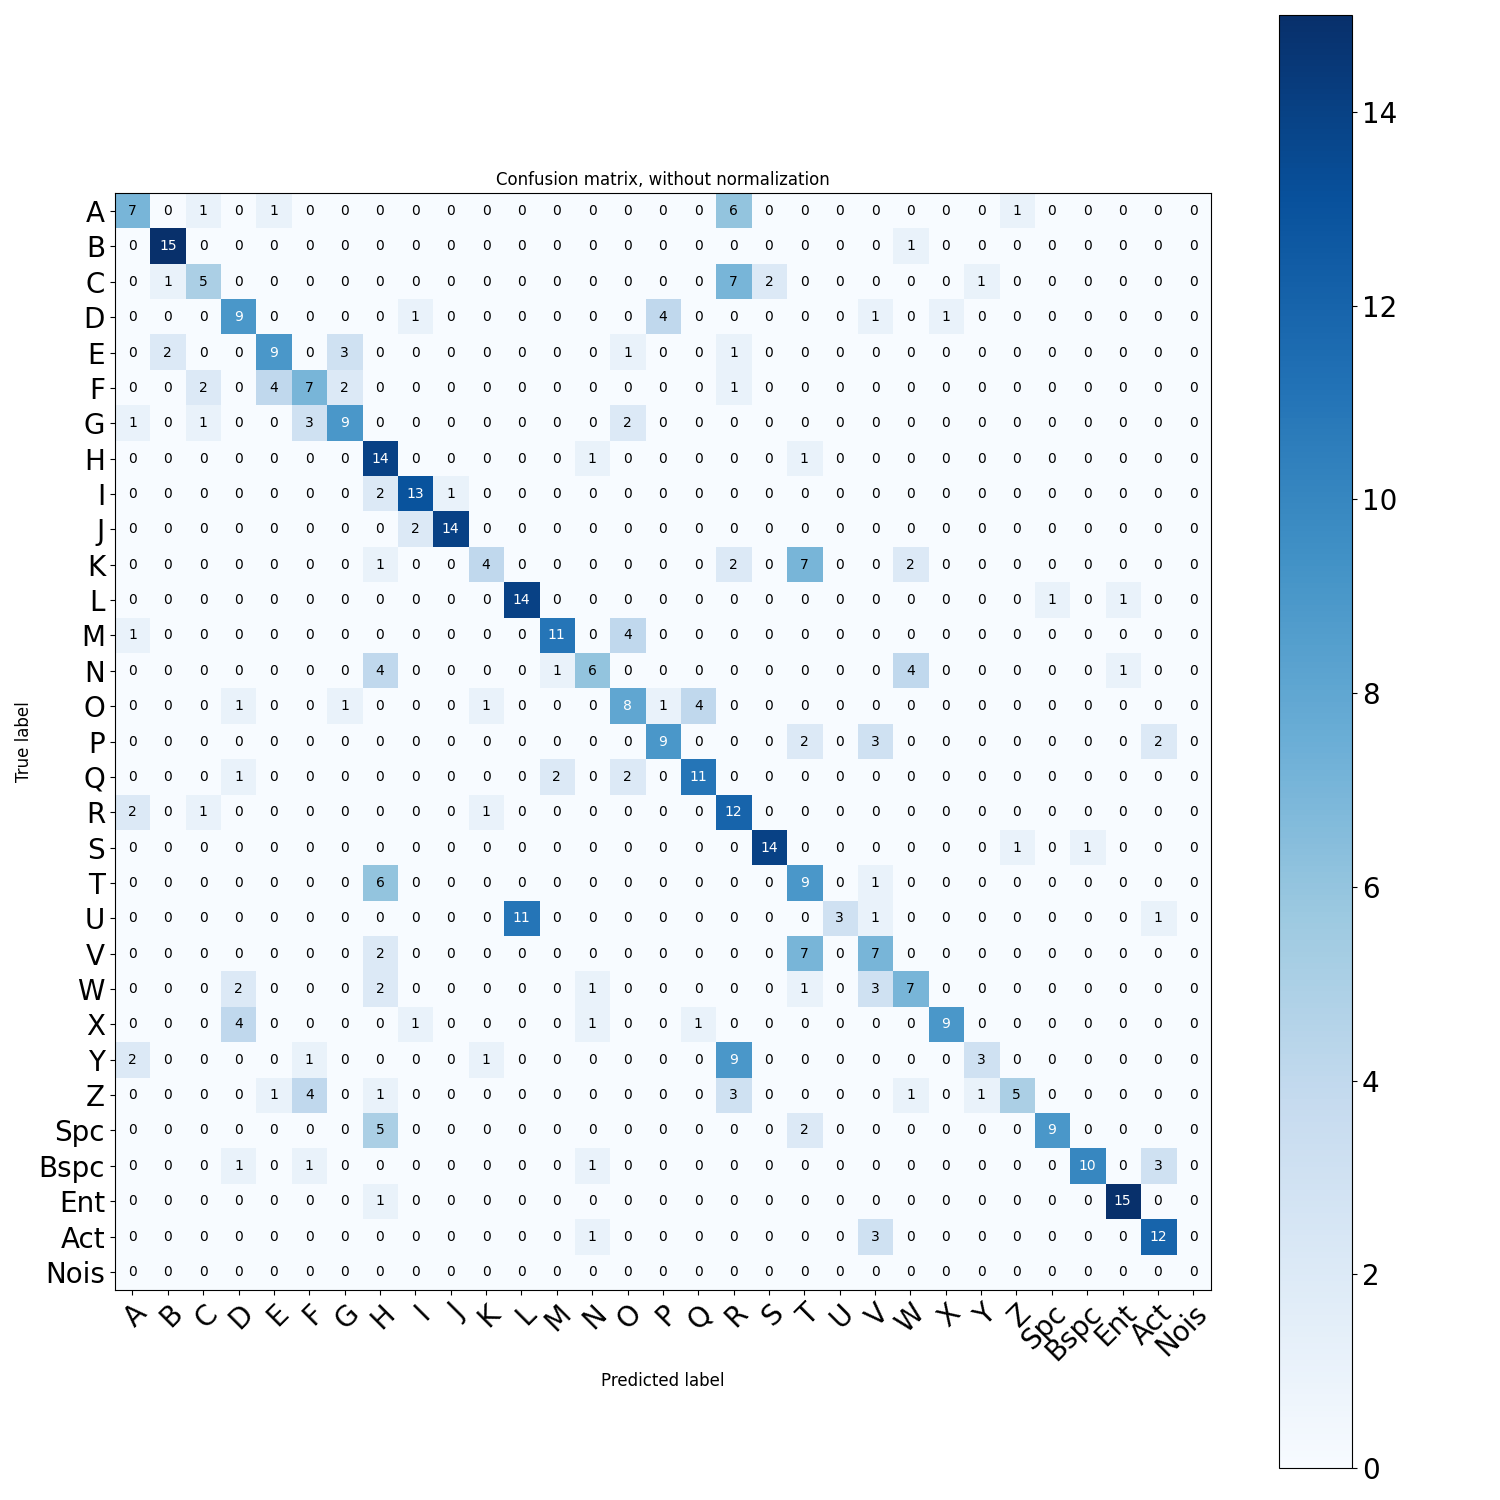 Confusion matrix, without normalization
A 7 0 1 0 1 0 0 0 0 0 0 0 0 0 0 0 0 6 0 0 0 0 0 0 0 1 0 0 0 0 0
B 0 15 0 0 0 0 0 0 0 0 0 0 0 0 0 0 0 0 0 0 0 0 1 0 0 0 0 0 0 0 0
C 0 1 5 0 0 0 0 0 0 0 0 0 0 0 0 0 0 7 2 0 0 0 0 0 1 0 0 0 0 0 0
D 0 0 0 9 0 0 0 0 1 0 0 0 0 0 0 4 0 0 0 0 0 1 0 1 0 0 0 0 0 0 0
E 0 2 0 0 9 0 3 0 0 0 0 0 0 0 1 0 0 1 0 0 0 0 0 0 0 0 0 0 0 0 0
F 0 0 2 0 4 7 2 0 0 0 0 0 0 0 0 0 0 1 0 0 0 0 0 0 0 0 0 0 0 0 0
G 1 0 1 0 0 3 9 0 0 0 0 0 0 0 2 0 0 0 0 0 0 0 0 0 0 0 0 0 0 0 0
H 0 0 0 0 0 0 0 14 0 0 0 0 0 1 0 0 0 0 0 1 0 0 0 0 0 0 0 0 0 0 0
I 0 0 0 0 0 0 0 2 13 1 0 0 0 0 0 0 0 0 0 0 0 0 0 0 0 0 0 0 0 0 0
J 0 0 0 0 0 0 0 0 2 14 0 0 0 0 0 0 0 0 0 0 0 0 0 0 0 0 0 0 0 0 0
K 0 0 0 0 0 0 0 1 0 0 4 0 0 0 0 0 0 2 0 7 0 0 2 0 0 0 0 0 0 0 0
L 0 0 0 0 0 0 0 0 0 0 0 14 0 0 0 0 0 0 0 0 0 0 0 0 0 0 1 0 1 0 0
M 1 0 0 0 0 0 0 0 0 0 0 0 11 0 4 0 0 0 0 0 0 0 0 0 0 0 0 0 0 0 0
N 0 0 0 0 0 0 0 4 0 0 0 0 1 6 0 0 0 0 0 0 0 0 4 0 0 0 0 0 1 0 0
O 0 0 0 1 0 0 1 0 0 0 1 0 0 0 8 1 4 0 0 0 0 0 0 0 0 0 0 0 0 0 0
P 0 0 0 0 0 0 0 0 0 0 0 0 0 0 0 9 0 0 0 2 0 3 0 0 0 0 0 0 0 2 0
Q 0 0 0 1 0 0 0 0 0 0 0 0 2 0 2 0 11 0 0 0 0 0 0 0 0 0 0 0 0 0 0
R 2 0 1 0 0 0 0 0 0 0 1 0 0 0 0 0 0 12 0 0 0 0 0 0 0 0 0 0 0 0 0
S 0 0 0 0 0 0 0 0 0 0 0 0 0 0 0 0 0 0 14 0 0 0 0 0 0 1 0 1 0 0 0
T 0 0 0 0 0 0 0 6 0 0 0 0 0 0 0 0 0 0 0 9 0 1 0 0 0 0 0 0 0 0 0
U 0 0 0 0 0 0 0 0 0 0 0 11 0 0 0 0 0 0 0 0 3 1 0 0 0 0 0 0 0 1 0
V 0 0 0 0 0 0 0 2 0 0 0 0 0 0 0 0 0 0 0 7 0 7 0 0 0 0 0 0 0 0 0
W 0 0 0 2 0 0 0 2 0 0 0 0 0 1 0 0 0 0 0 1 0 3 7 0 0 0 0 0 0 0 0
X 0 0 0 4 0 0 0 0 1 0 0 0 0 1 0 0 1 0 0 0 0 0 0 9 0 0 0 0 0 0 0
Y 2 0 0 0 0 1 0 0 0 0 1 0 0 0 0 0 0 9 0 0 0 0 0 0 3 0 0 0 0 0 0
Z 0 0 0 0 1 4 0 1 0 0 0 0 0 0 0 0 0 3 0 0 0 0 1 0 1 5 0 0 0 0 0
Spc 0 0 0 0 0 0 0 5 0 0 0 0 0 0 0 0 0 0 0 2 0 0 0 0 0 0 9 0 0 0 0
Bspc 0 0 0 1 0 1 0 0 0 0 0 0 0 1 0 0 0 0 0 0 0 0 0 0 0 0 0 10 0 3 0
Ent 0 0 0 0 0 0 0 1 0 0 0 0 0 0 0 0 0 0 0 0 0 0 0 0 0 0 0 0 15 0 0
Act 0 0 0 0 0 0 0 0 0 0 0 0 0 1 0 0 0 0 0 0 0 3 0 0 0 0 0 0 0 12 0
Nois 0 0 0 0 0 0 0 0 0 0 0 0 0 0 0 0 0 0 0 0 0 0 0 0 0 0 0 0 0 0 0
A B C D E F G H I J K L M N O P Q R S T U V W X Y Z Spc Bspc Ent Act Nois
Predicted label
True label
14
12
10
8
6
4
2
0